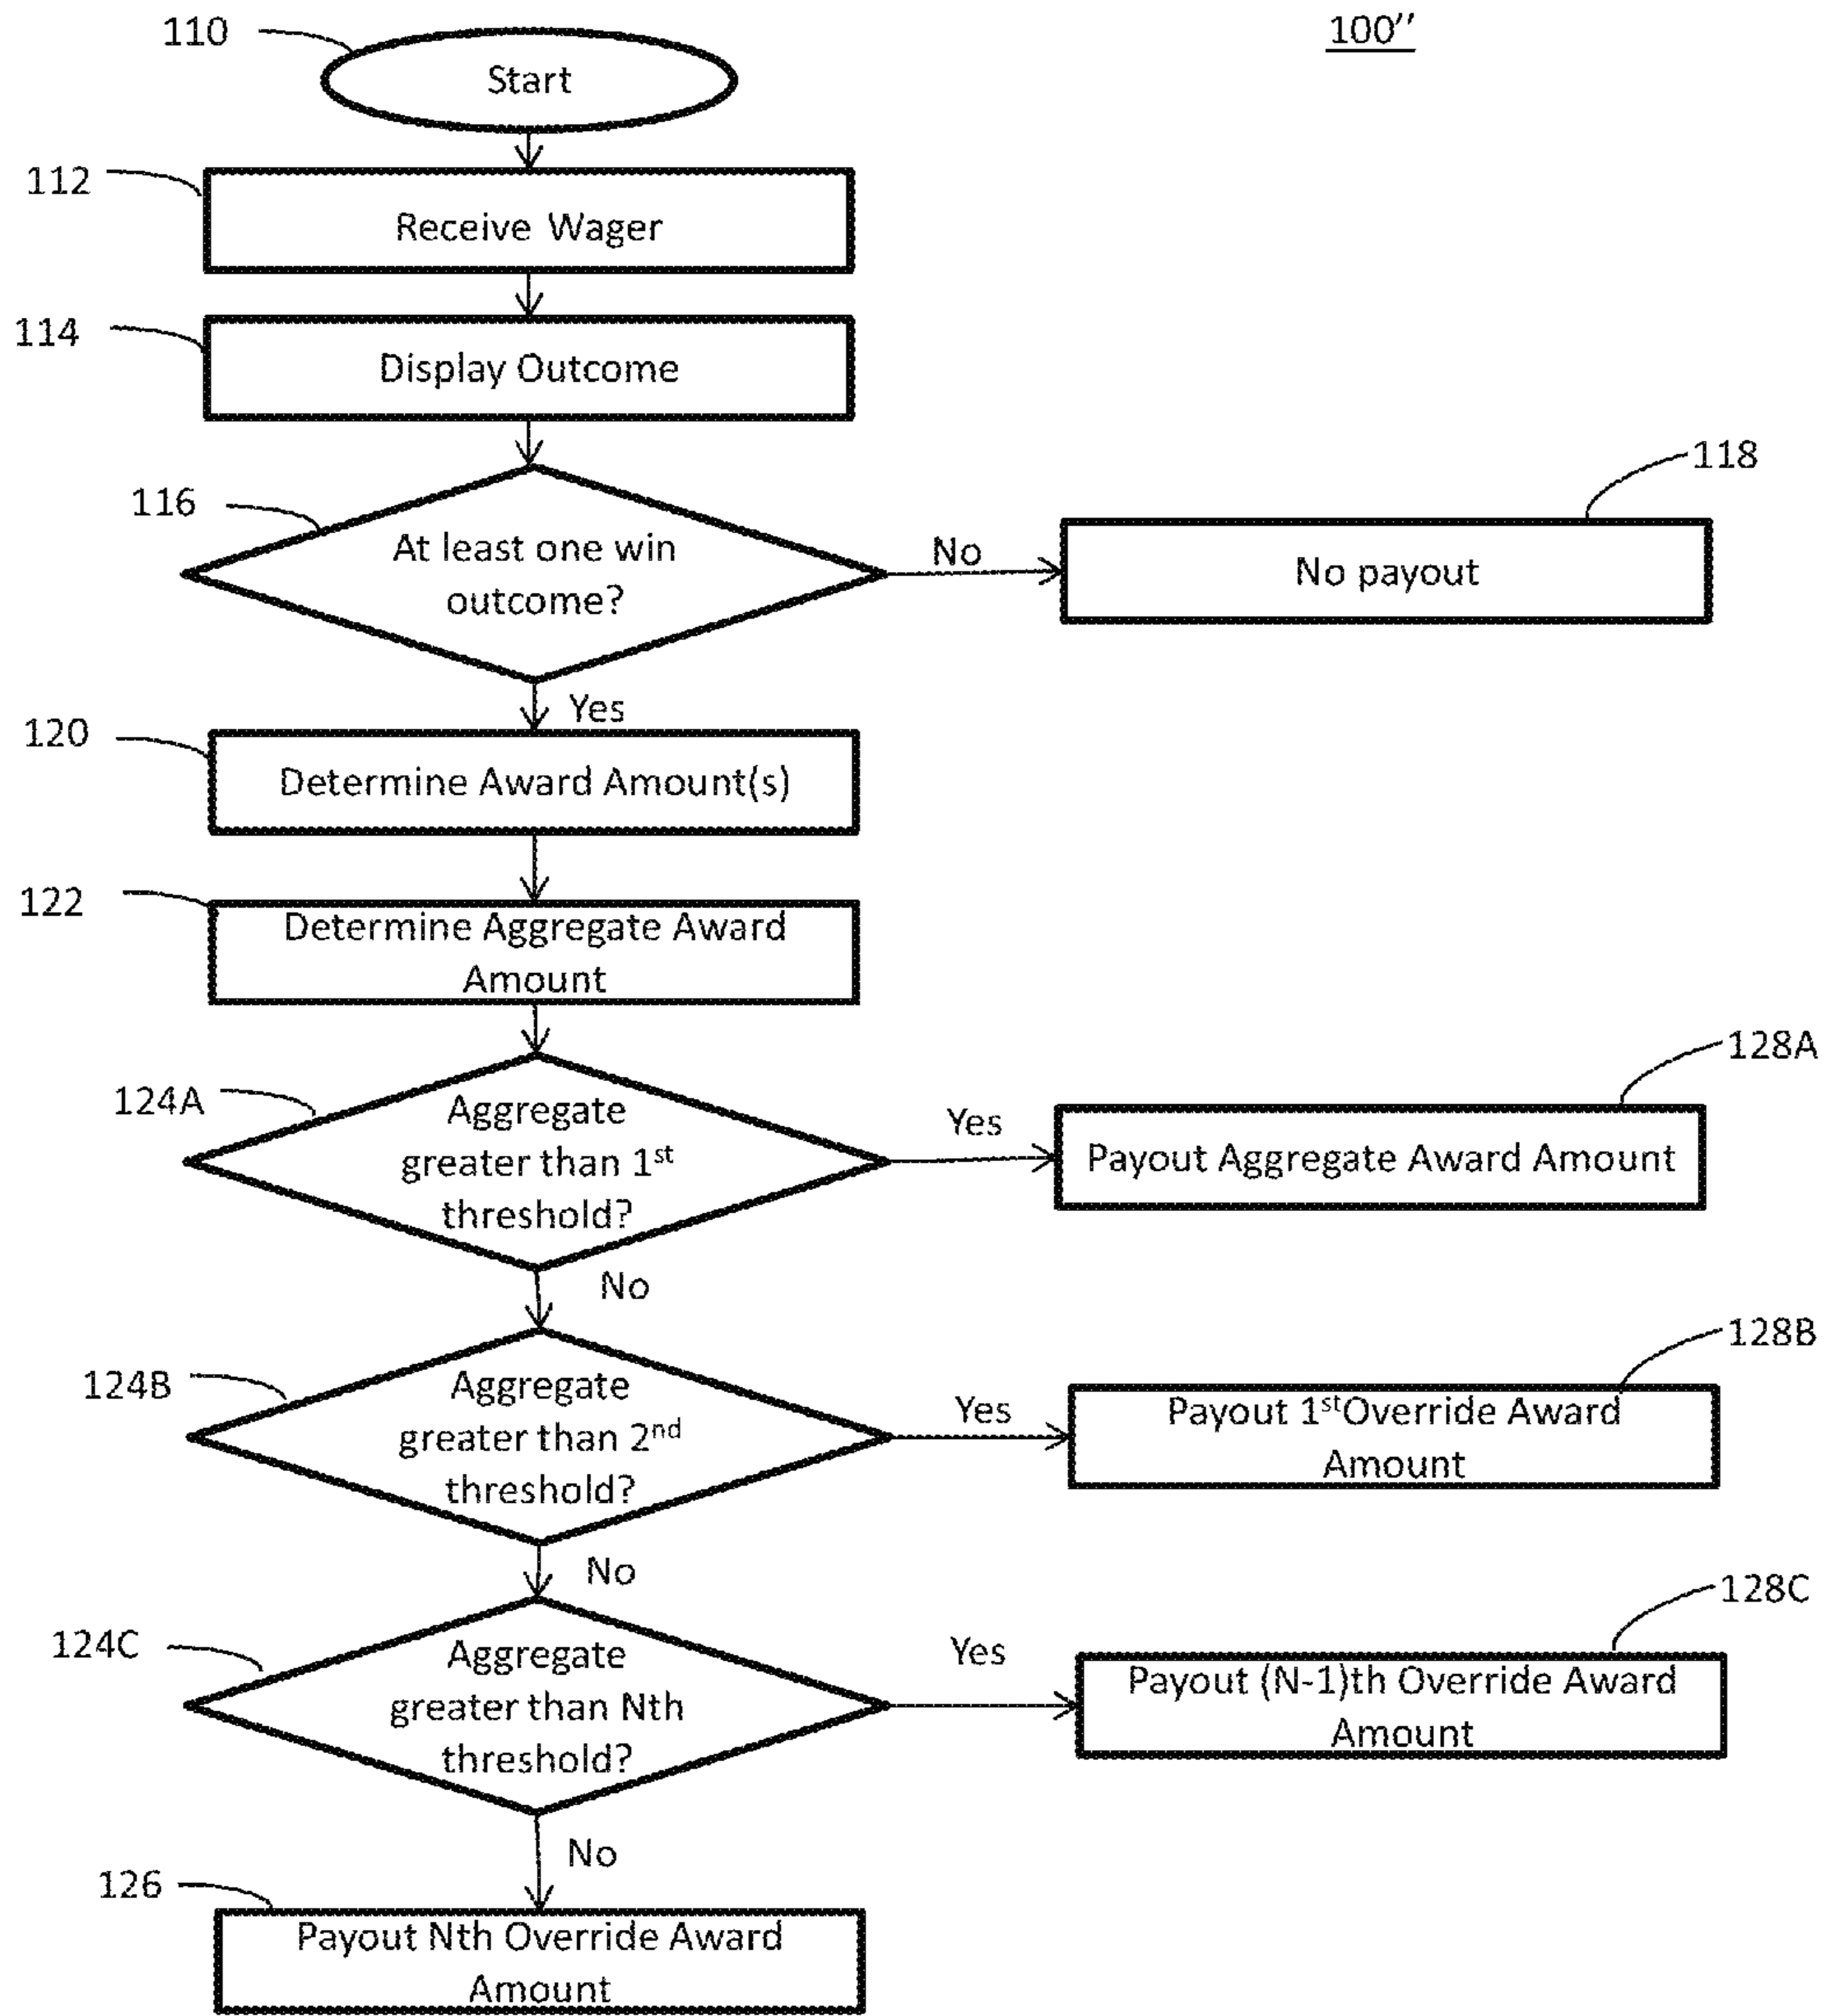 100''
110
Start
112
Receive Wager
114
Display Outcome
116
At least one win
outcome?
No
118
No payout
Yes
120
Determine Award Amount(s)
122
Determine Aggregate Award
Amount
124A
Aggregate
greater than 1st
threshold?
Yes
128A
Payout Aggregate Award Amount
No
124B
Aggregate
greater than 2nd
threshold?
Yes
128B
Payout 1stOverride Award
Amount
No
124C
Aggregate
greater than Nth
threshold?
Yes
128C
Payout (N-1)th Override Award
Amount
No
126
Payout Nth Override Award
Amount